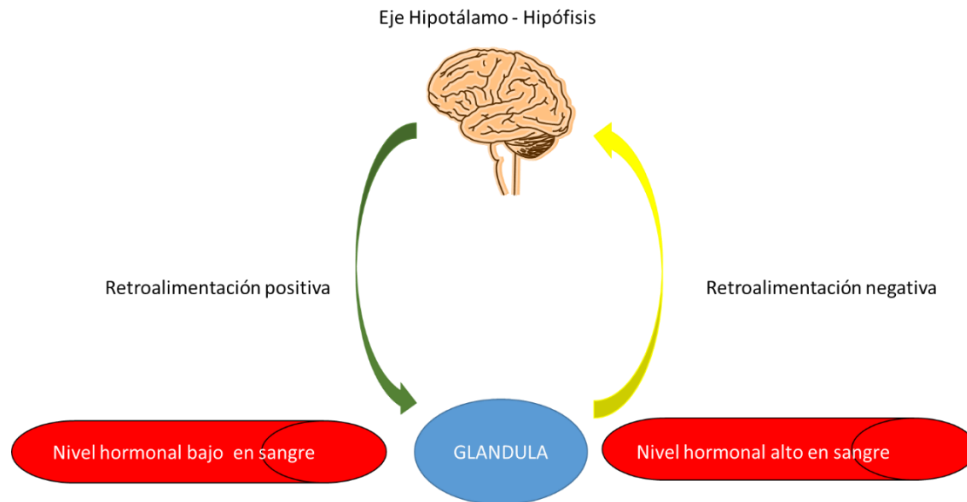 Eje Hipotálamo - Hipófisis
Retroalimentación positiva
Retroalimentación negativa
Nivel hormonal bajo en sangre
GLANDULA
Nivel hormonal alto en sangre